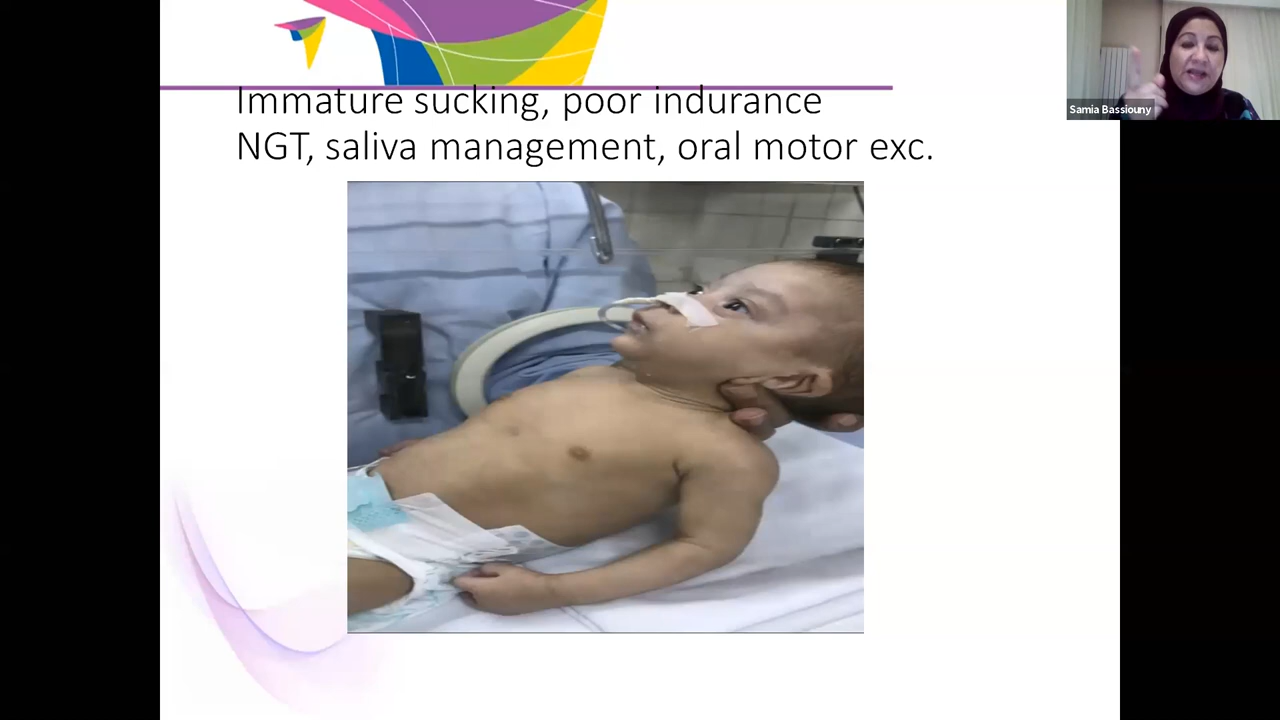 Immature sucking, poor indurance
NGT, saliva management, oral motor exc.
Samia Bassiouny